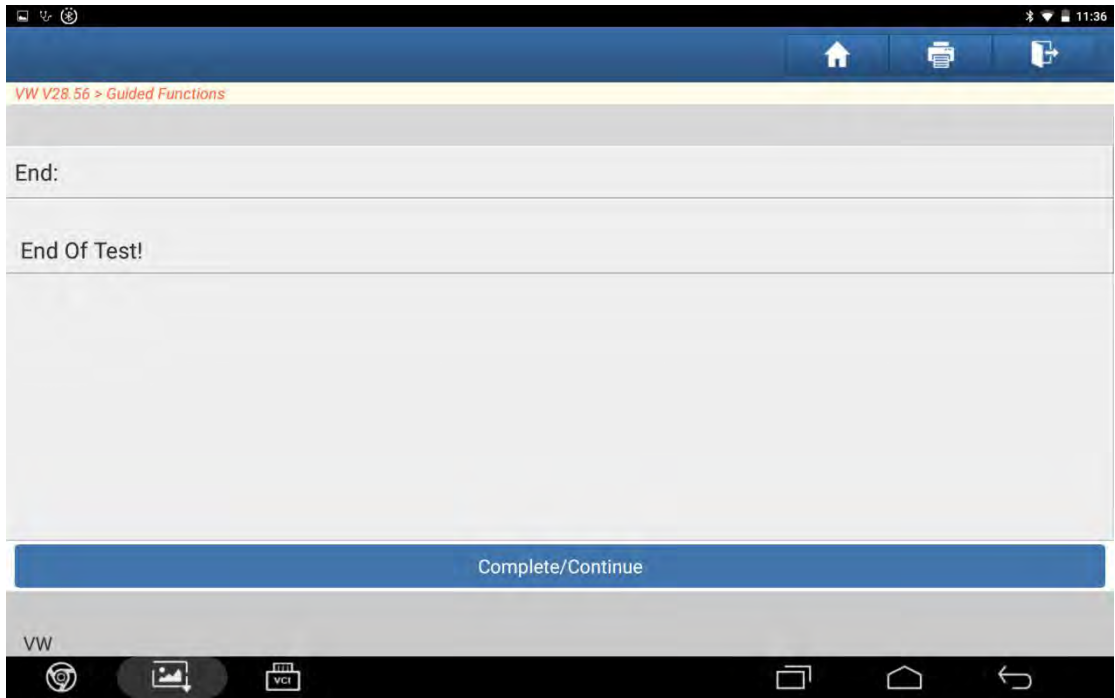 11:36
VW V28.56 > Guided Functions
End:
End Of Test!
Complete/Continue
VW
VCI